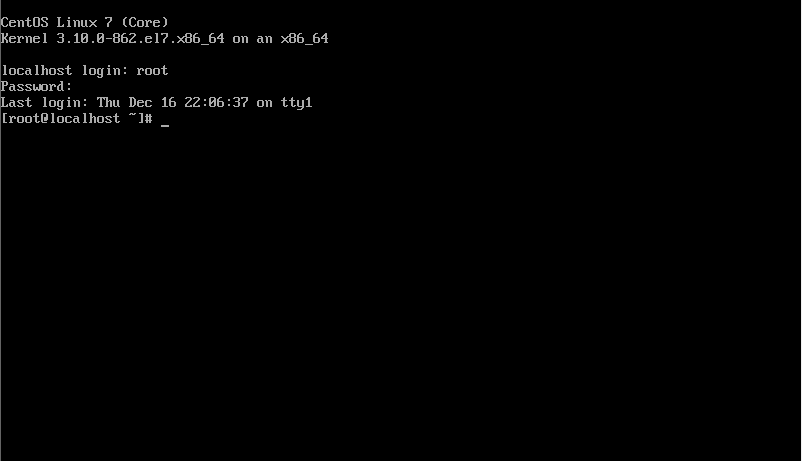 CentOS Linux 7 (Core)
Kernel 3.10.0-862.el7.x86_64 on an x86_64
localhost login: root
Password:
Last login: Thu Dec 16 22:06:37 on tty1
[root@localhost ~]# _